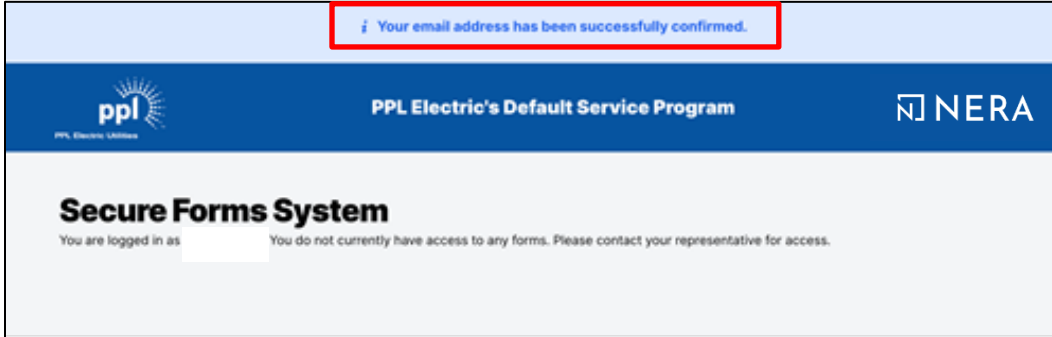 i Your email address has been successfully confirmed.
ppl
PPL Electric Utilities
PPL Electric's Default Service Program
N NERA
Secure Forms System
You are logged in as You do not currently have access to any forms. Please contact your representative for access.